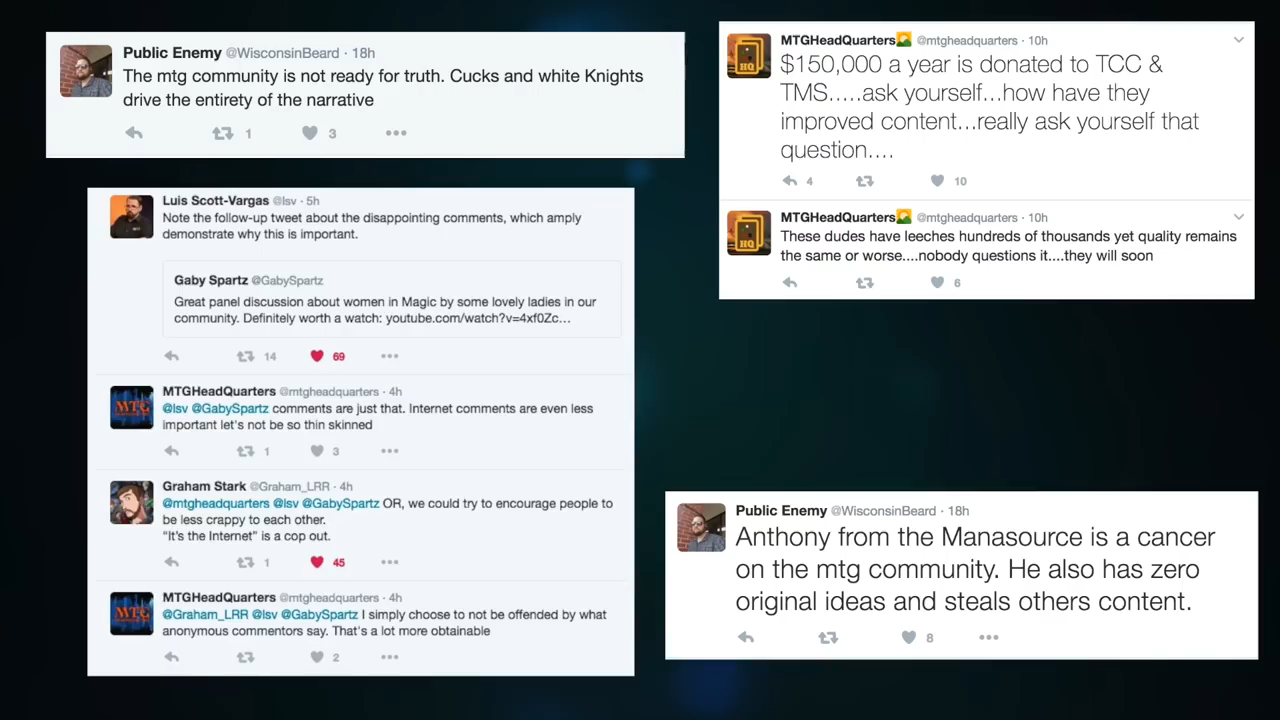 Public Enemy @WisconsinBeard · 18h
The mtg community is not ready for truth. Cucks and white Knights
drive the entirety of the narrative
1 3
Luis Scott-Vargas @lsv · 5h
Note the follow-up tweet about the disappointing comments, which amply
demonstrate why this is important.
Gaby Spartz @GabySpartz
Great panel discussion about women in Magic by some lovely ladies in our
community. Definitely worth a watch: youtube.com/watch?v=4xf0Zc...
14 69
MTG
MTGHeadQuarters @mtgheadquarters · 4h
@lsv @GabySpartz comments are just that. Internet comments are even less
important let's not be so thin skinned
1 3
Graham Stark @Graham_LRR · 4h
@mtgheadquarters @lsv @GabySpartz OR, we could try to encourage people to
be less crappy to each other.
“It's the Internet” is a cop out.
1 45
MTG
MTGHeadQuarters @mtgheadquarters · 4h
@Graham_LRR @lsv @GabySpartz I simply choose to not be offended by what
anonymous commentors say. That's a lot more obtainable
2
HQ
MTGHeadQuarters @mtgheadquarters · 10h
$150,000 a year is donated to TCC &
TMS.....ask yourself...how have they
improved content...really ask yourself that
question....
4 10
HQ
MTGHeadQuarters @mtgheadquarters · 10h
These dudes have leeches hundreds of thousands yet quality remains
the same or worse....nobody questions it....they will soon
6
Public Enemy @WisconsinBeard · 18h
Anthony from the Manasource is a cancer
on the mtg community. He also has zero
original ideas and steals others content.
8